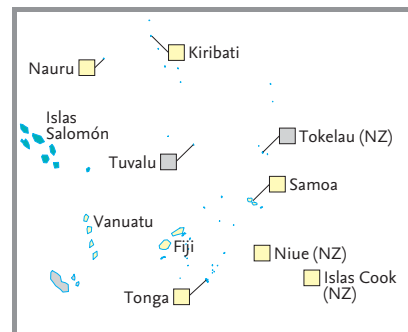 Kiribati
Nauru
Islas
Salomón
Tokelau (NZ)
Tuvalu
Samoa
Vanuatu
Fiji
Niue (NZ)
Islas Cook
(NZ)
Tonga